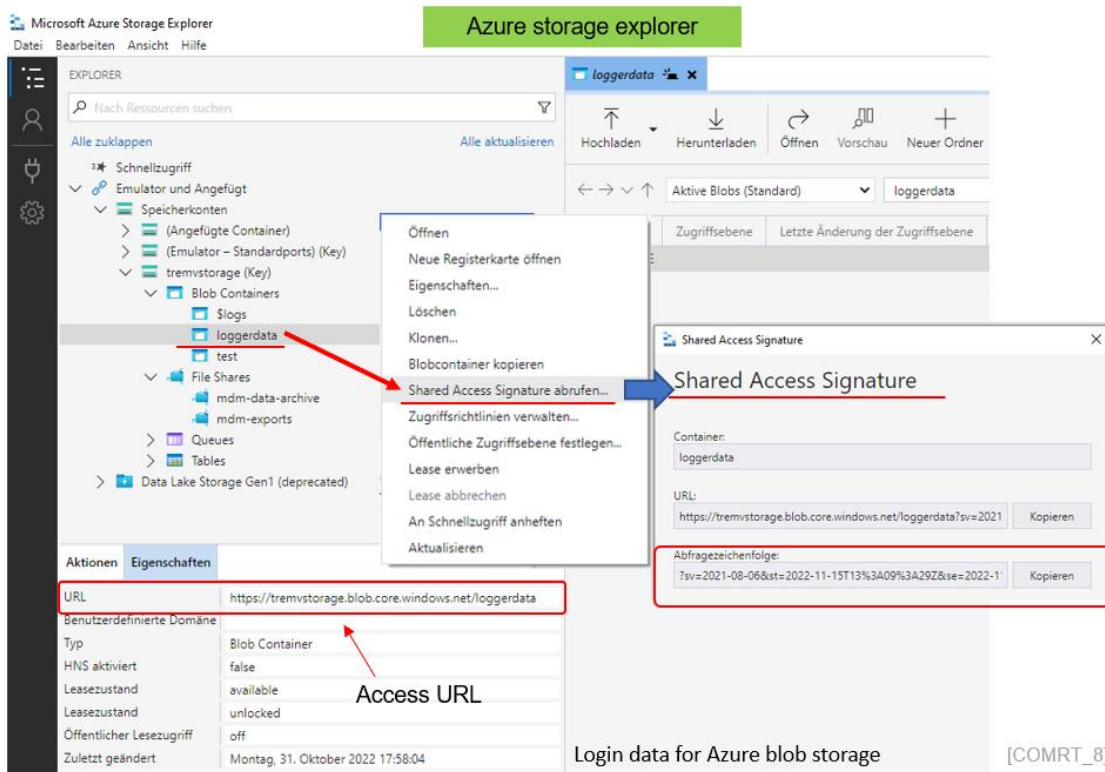 Azure storage explorer
Microsoft Azure Storage Explorer
Datei Bearbeiten Ansicht Hilfe
EXPLORER
Nach Ressourcen suchen
Alle zuklappen Alle aktualisieren
Schnellzugriff
Emulator und Angefügt
Speicherkonten
(Angefügte Container)
(Emulator – Standardports) (Key)
tremvstorage (Key)
Blob Containers
$logs
loggerdata
test
File Shares
mdm-data-archive
mdm-exports
Queues
Tables
Data Lake Storage Gen1 (deprecated)
Öffnen
Neue Registerkarte öffnen
Eigenschaften...
Löschen
Klonen...
Blobcontainer kopieren
Shared Access Signature abrufen...
Zugriffsrichtlinien verwalten...
Öffentliche Zugriffsebene festlegen...
Lease erwerben
Lease abbrechen
An Schnellzugriff anheften
Aktualisieren
loggerdata
Hochladen Herunterladen Öffnen Vorschau Neuer Ordner
Aktive Blobs (Standard) loggerdata
Zugriffsebene Letzte Änderung der Zugriffsebene
Shared Access Signature
Shared Access Signature
Container:
loggerdata
URL:
https://tremvstorage.blob.core.windows.net/loggerdata?sv=2021 Kopieren
Abfragezeichenfolge:
?sv=2021-08-06&st=2022-11-15T13%3A09%3A29Z&se=2022-1 Kopieren
Aktionen Eigenschaften
URL https://tremvstorage.blob.core.windows.net/loggerdata
Benutzerdefinierte Domäne
Typ Blob Container
HNS aktiviert false
Leasezustand available
Leasezustand unlocked
Öffentlicher Lesezugriff off
Zuletzt geändert Montag, 31. Oktober 2022 17:58:04
Access URL
Login data for Azure blob storage
[COMRT_8]